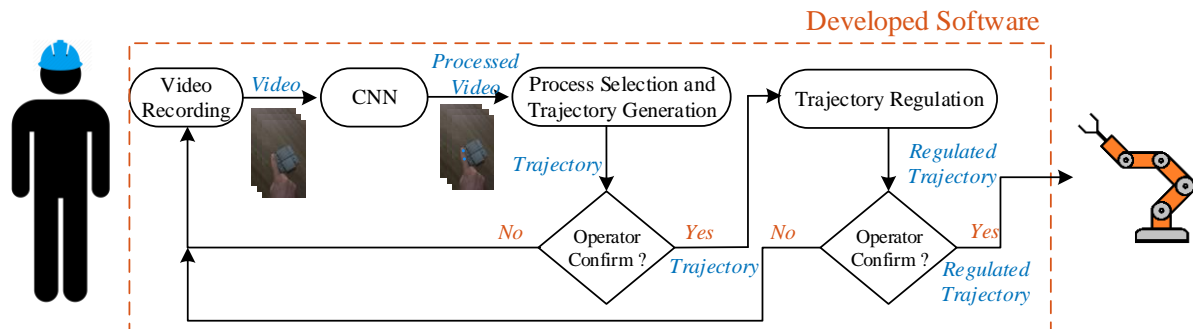 Developed Software
Video
Recording
Video
CNN
Processed
Video
Process Selection and
Trajectory Generation
Trajectory Regulation
Trajectory
Regulated
Trajectory
No
Operator
Confirm ?
Yes
Trajectory
No
Operator
Confirm ?
Yes
Regulated
Trajectory